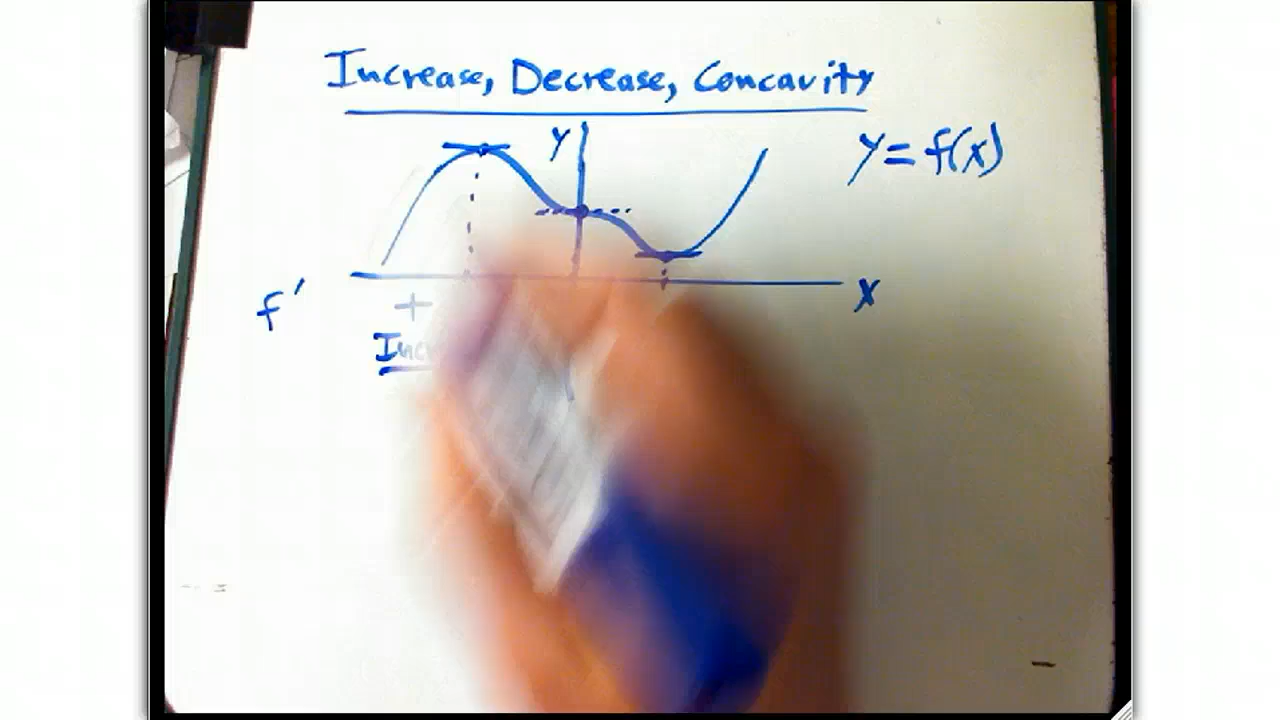 Increase, Decrease, Concavity
y
y = f(x)
x
f' +